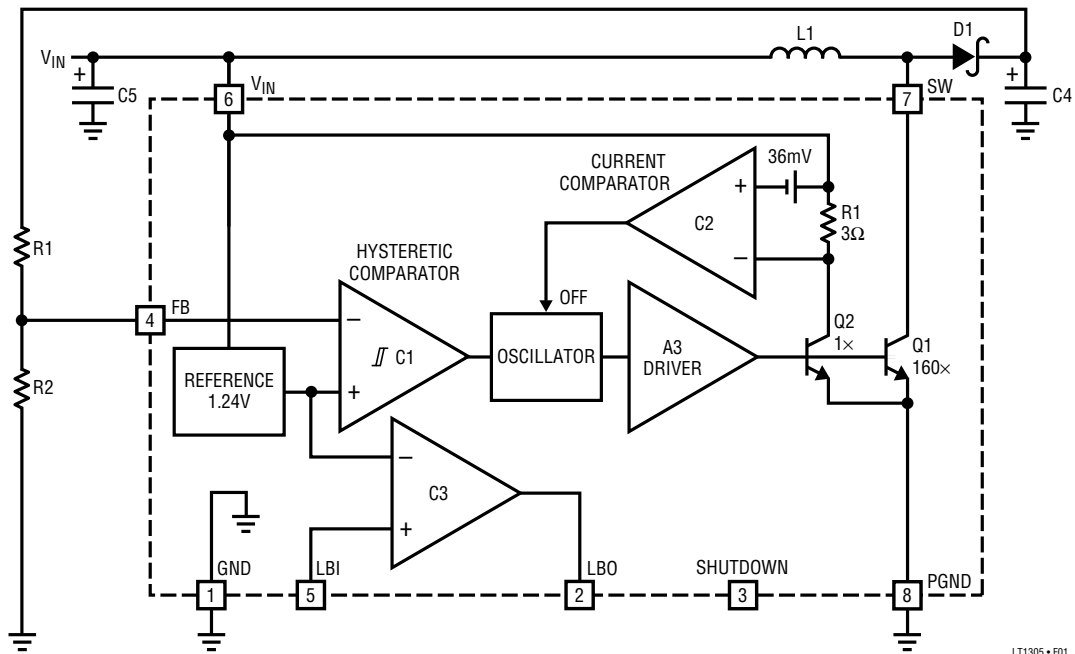 L1
D1
VIN
+
C5
6
VIN
7
SW
+
C4
CURRENT
COMPARATOR
36mV
+
C2
−
R1
3Ω
R1
HYSTERETIC
COMPARATOR
OFF
4
FB
−
C1
+
OSCILLATOR
A3
DRIVER
Q2
1×
Q1
160×
REFERENCE
1.24V
R2
−
C3
+
GND
1
LBI
5
LBO
2
SHUTDOWN
3
PGND
8
LT1305 • F01